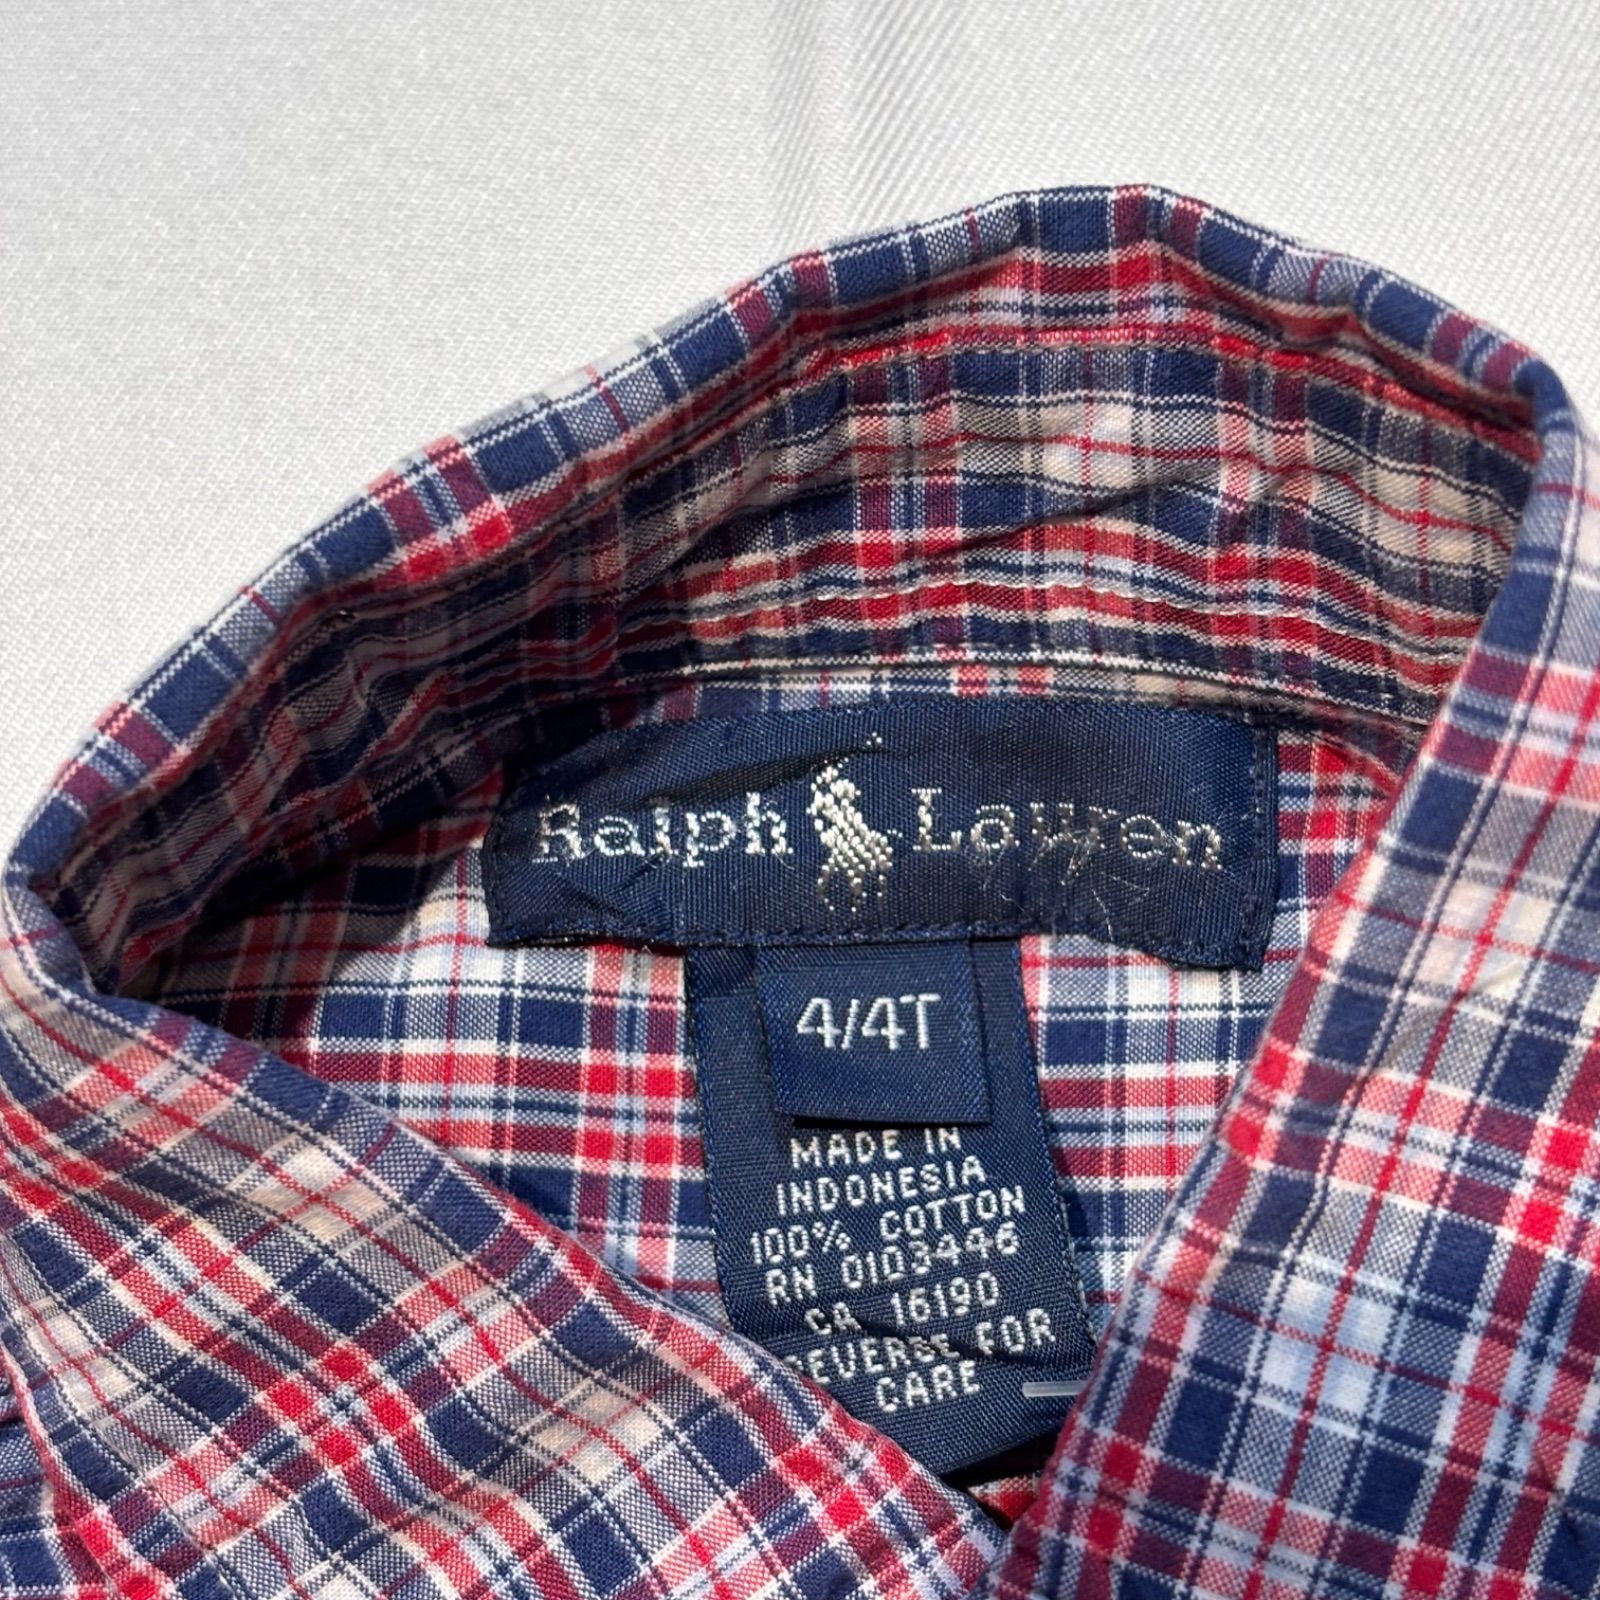 Ralph Lauren
4/4T
MADE IN
INDONESIA
100% COTTON
RN 0103446
CA 16190
REVERSE FOR
CARE